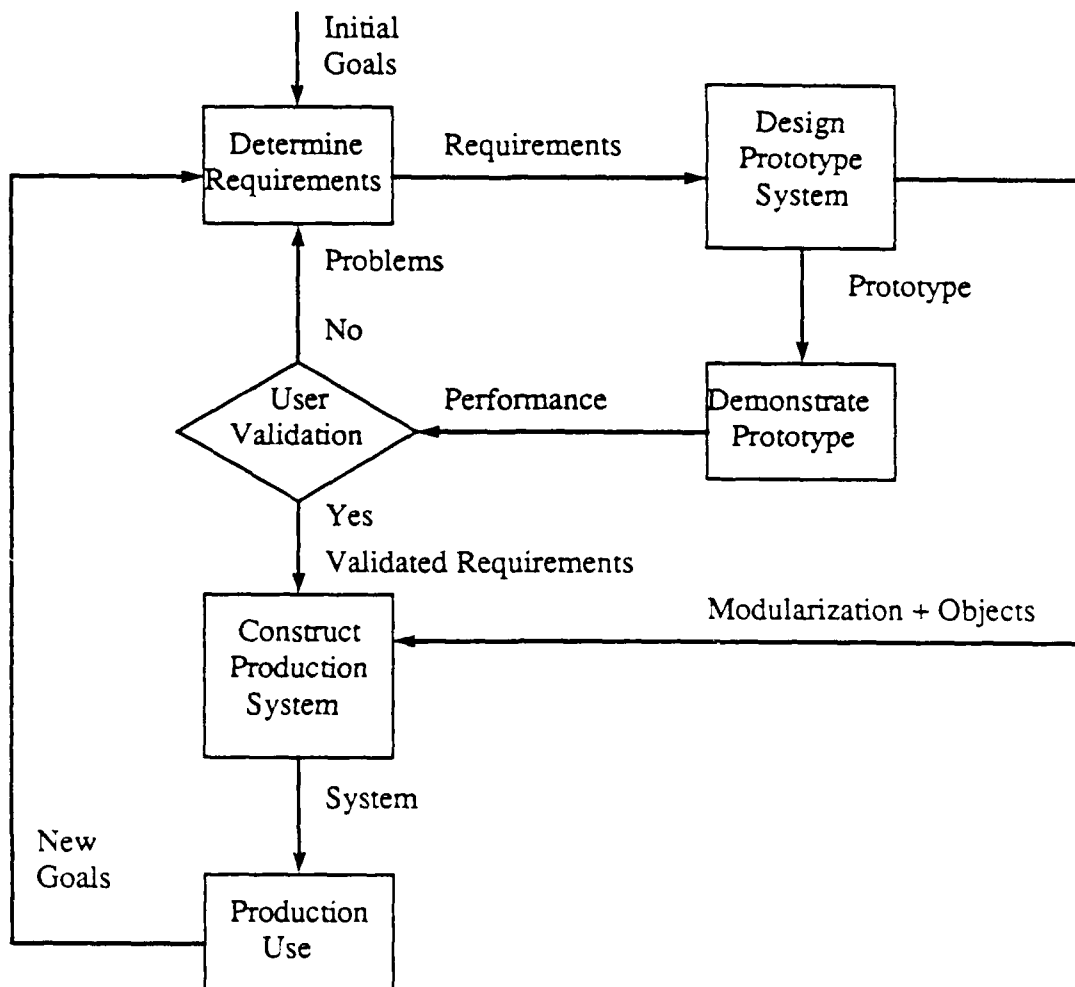 Initial
Goals
Determine
Requirements
Requirements
Design
Prototype
System
Problems
No
Prototype
User
Validation
Performance
Demonstrate
Prototype
Yes
Validated Requirements
Construct
Production
System
Modularization + Objects
System
New
Goals
Production
Use